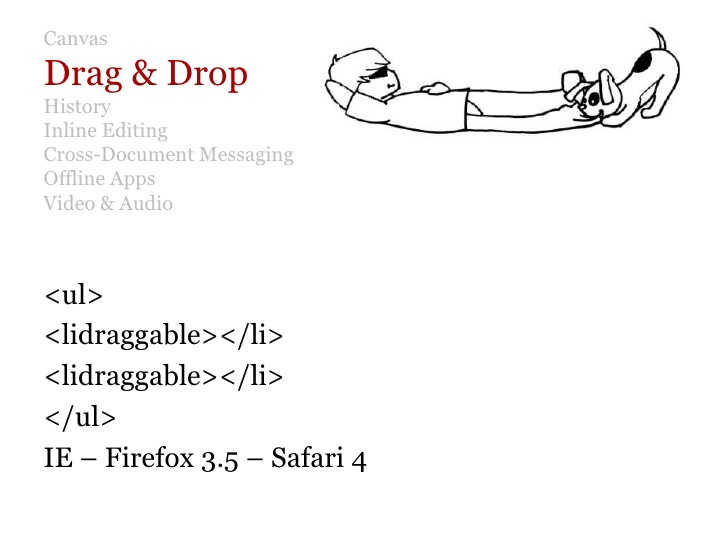 Canvas
Drag & Drop
History
Inline Editing
Cross-Document Messaging
Offline Apps
Video & Audio
<ul>
<lidraggable></li>
<lidraggable></li>
</ul>
IE – Firefox 3.5 – Safari 4